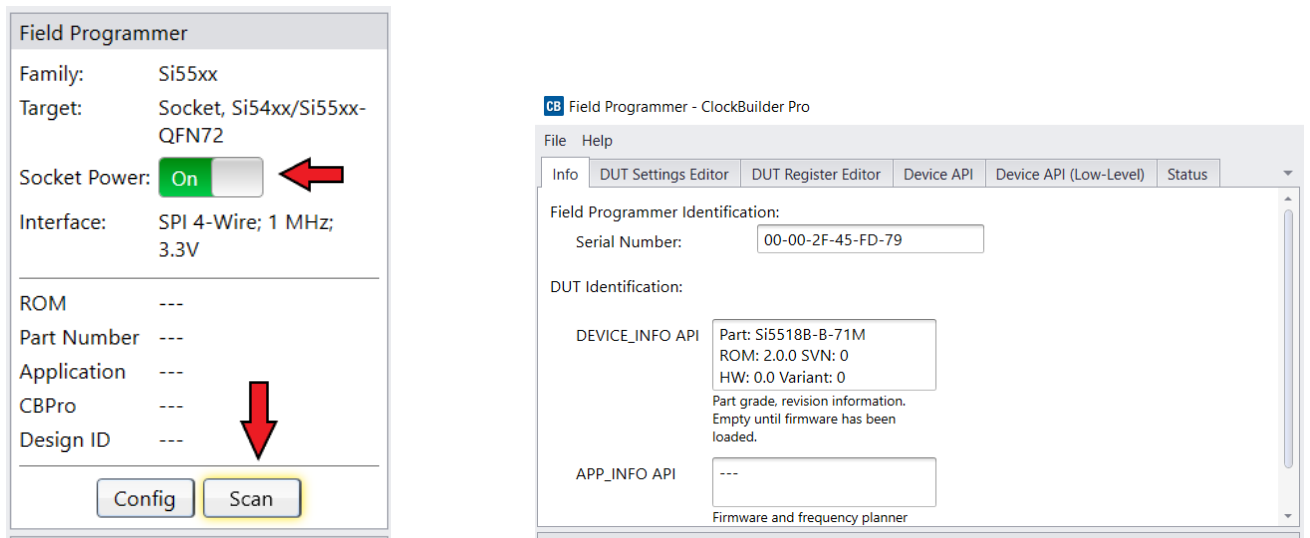 Field Programmer
Family: Si55xx
Target: Socket, Si54xx/Si55xx-
QFN72
Socket Power: On
Interface: SPI 4-Wire; 1 MHz;
3.3V
ROM ---
Part Number ---
Application ---
CBPro ---
Design ID ---
Config Scan
CB Field Programmer - ClockBuilder Pro
File Help
Info DUT Settings Editor DUT Register Editor Device API Device API (Low-Level) Status
Field Programmer Identification:
Serial Number: 00-00-2F-45-FD-79
DUT Identification:
DEVICE_INFO API Part: Si5518B-B-71M
ROM: 2.0.0 SVN: 0
HW: 0.0 Variant: 0
Part grade, revision information.
Empty until firmware has been
loaded.
APP_INFO API ---
Firmware and frequency planner